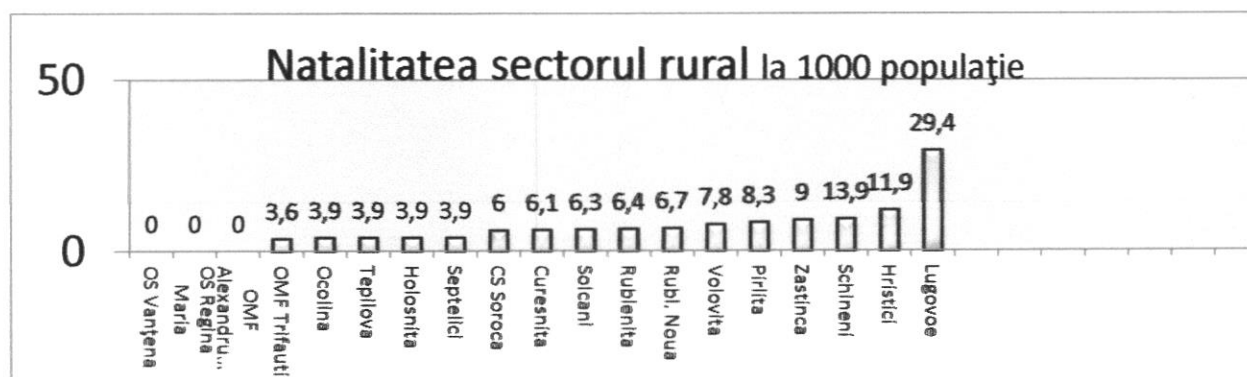 Natalitatea sectorul rural la 1000 populaţie
50
0
0 0 0 3,6 3,9 3,9 3,9 3,9 6 6,1 6,3 6,4 6,7 7,8 8,3 9 13,9 11,9 29,4
OS Vanţena
OS Regina
Maria
OMF
Alexandru...
OMF Trifauti
Ocolina
Tepilova
Holosnita
Septelici
CS Soroca
Curesnita
Solcani
Rublenita
Rubl. Noua
Volovita
Pirlita
Zastinca
Schineni
Hristici
Lugovoe